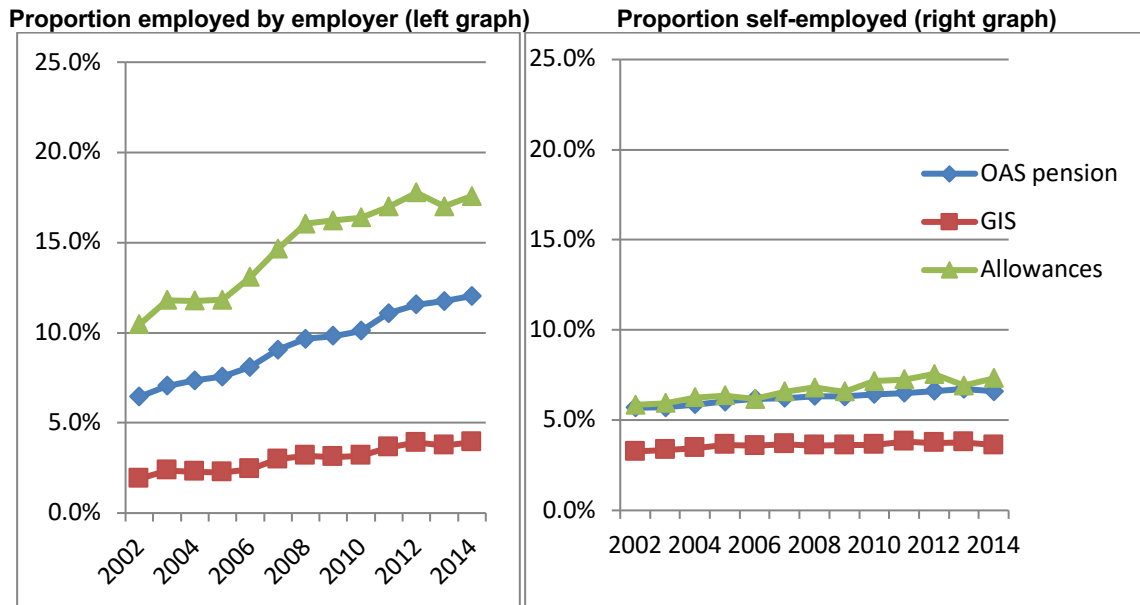 Proportion employed by employer (left graph)
Proportion self-employed (right graph)
25.0%
20.0%
15.0%
10.0%
5.0%
0.0%
2002 2004 2006 2008 2010 2012 2014
25.0%
20.0%
15.0%
10.0%
5.0%
0.0%
2002 2004 2006 2008 2010 2012 2014
OAS pension
GIS
Allowances